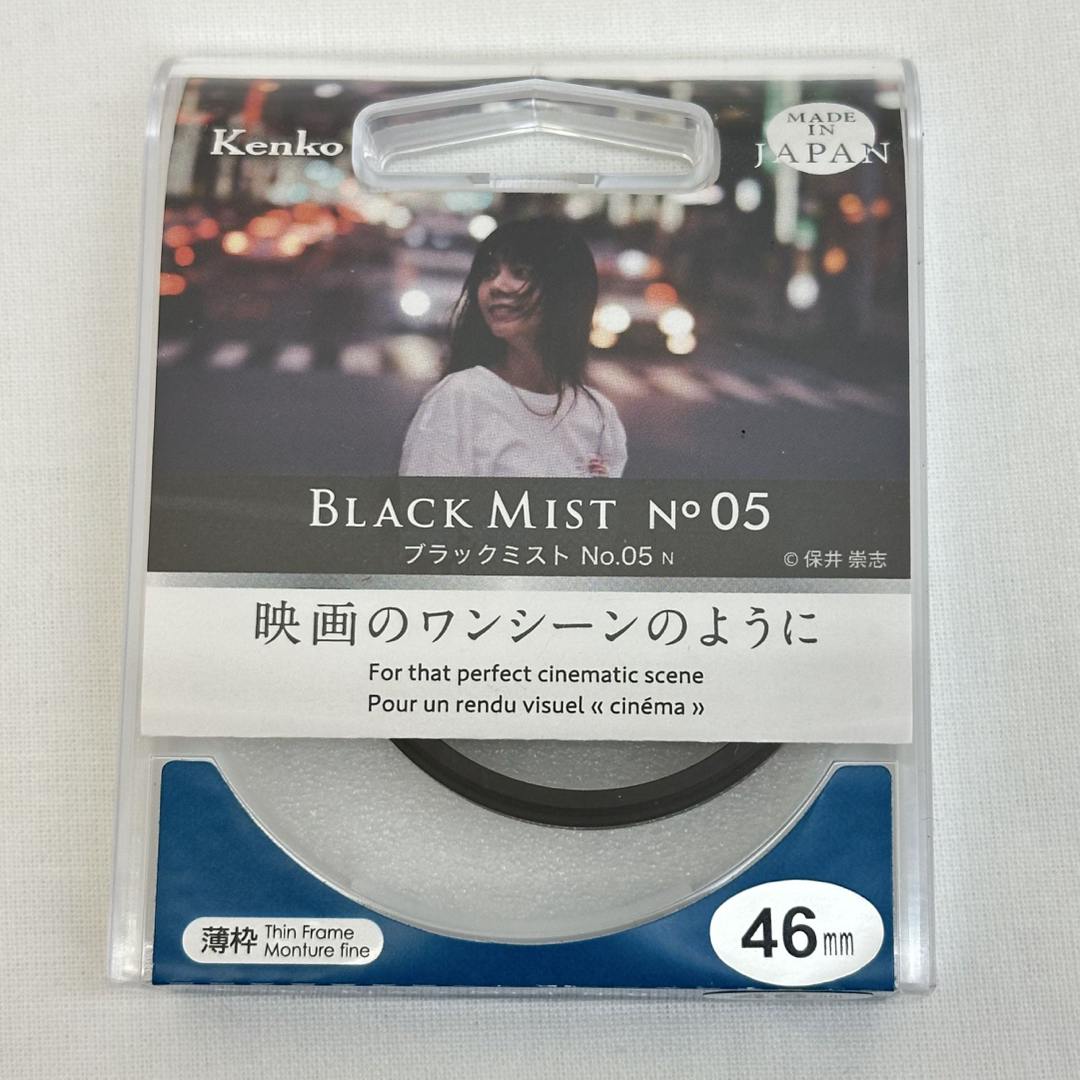 Kenko
MADE
IN
JAPAN
BLACK MIST No 05
ブラックミスト No.05 N
© 保井 崇志
映画のワンシーンのように
For that perfect cinematic scene
Pour un rendu visuel « cinéma »
薄枠
Thin Frame
Monture fine
46mm